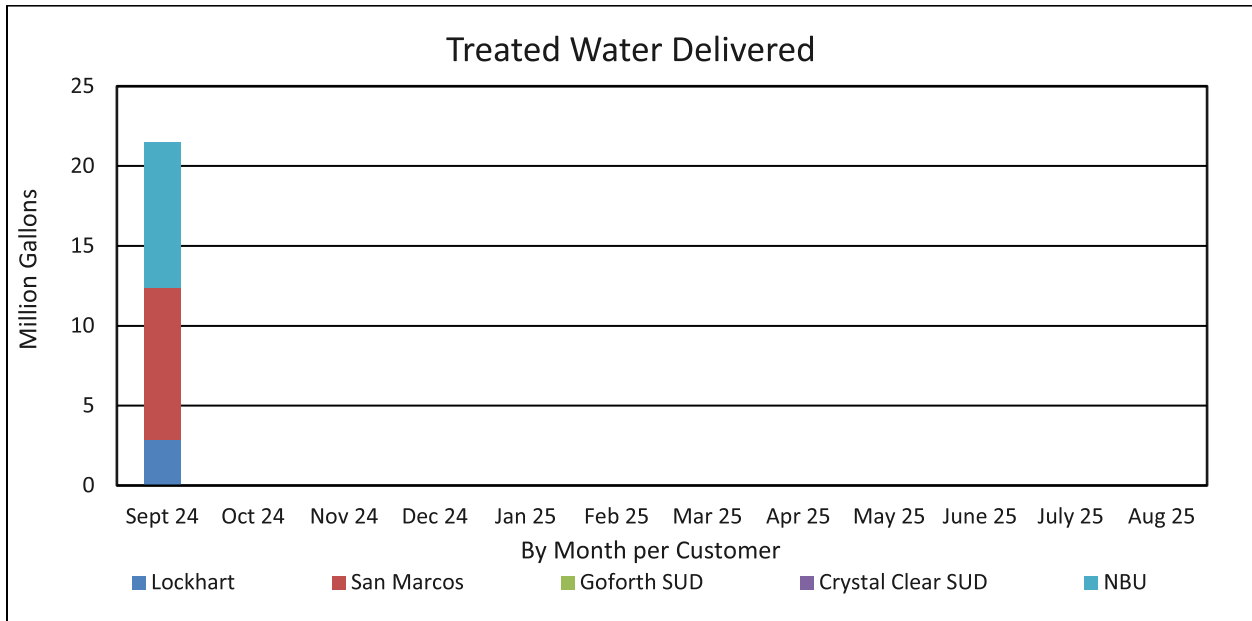 Treated Water Delivered
25
20
15
10
5
0
Million Gallons
Sept 24 Oct 24 Nov 24 Dec 24 Jan 25 Feb 25 Mar 25 Apr 25 May 25 June 25 July 25 Aug 25
By Month per Customer
Lockhart San Marcos Goforth SUD Crystal Clear SUD NBU